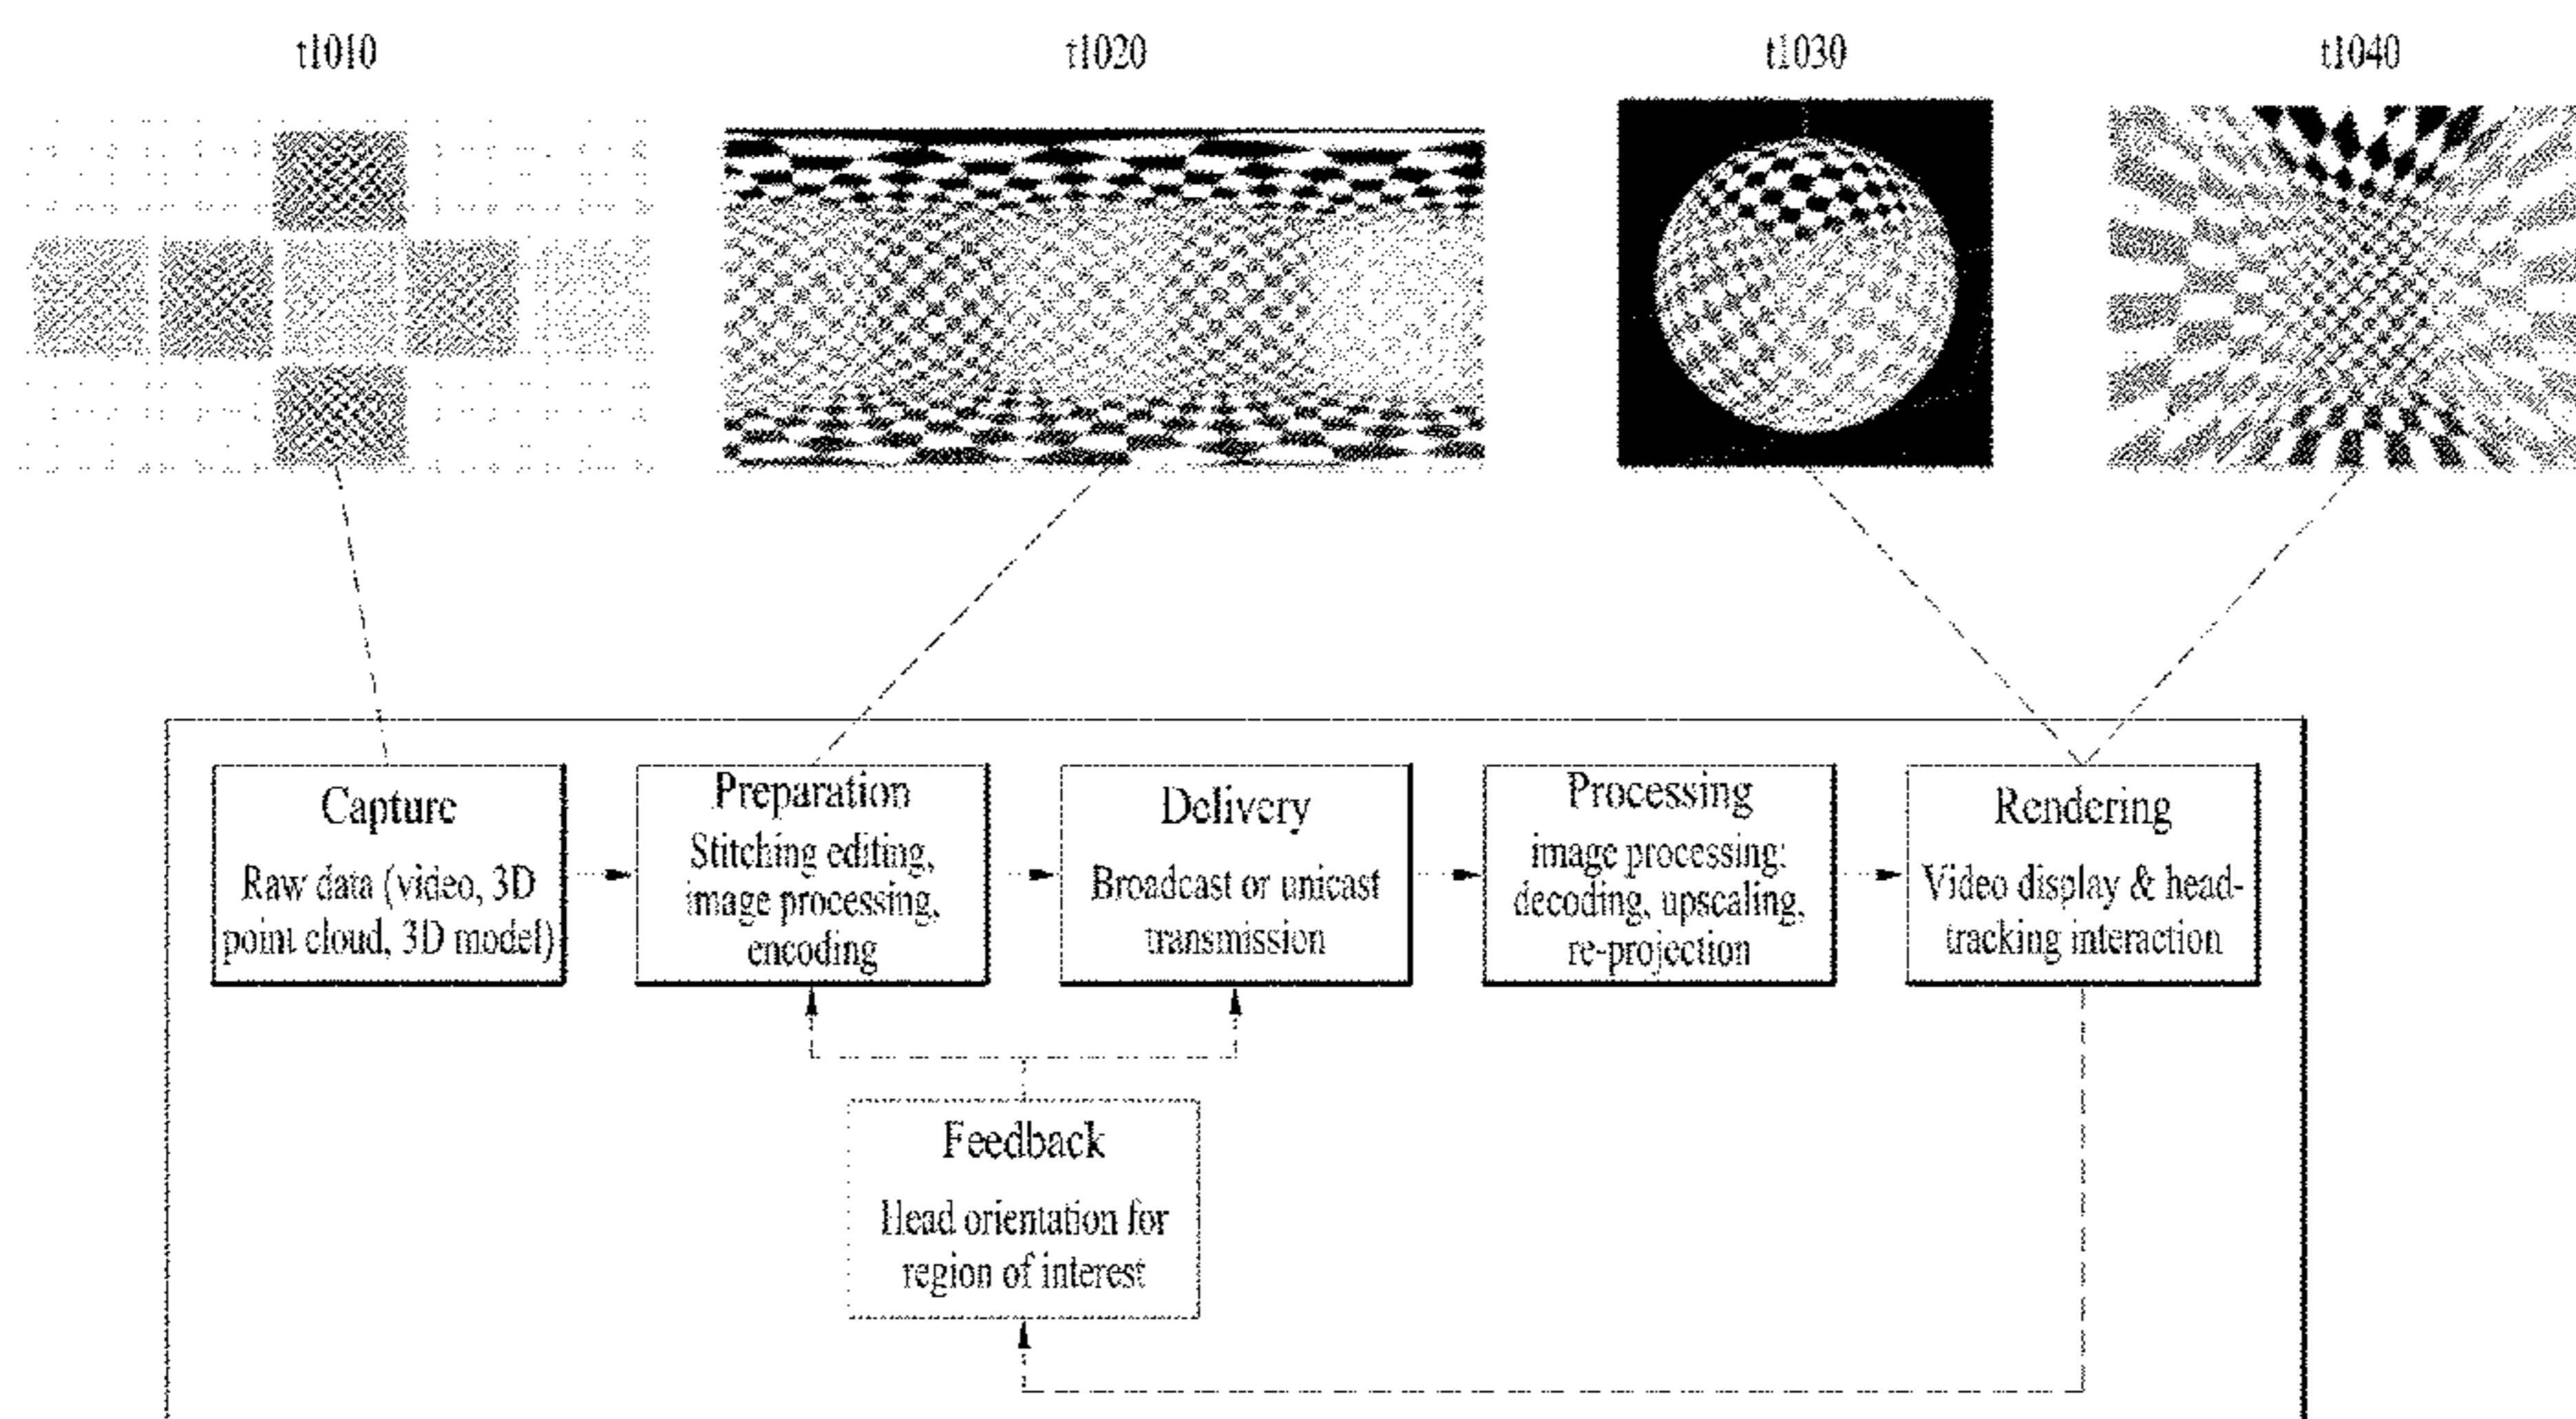 t1010
t1020
t1030
t1040
Capture
Raw data (video, 3D
point cloud, 3D model)
Preparation
Stitching editing,
image processing,
encoding
Delivery
Broadcast or unicast
transmission
Processing
image processing:
decoding, upscaling,
re-projection
Rendering
Video display & head-
tracking interaction
Feedback
Head orientation for
region of interest